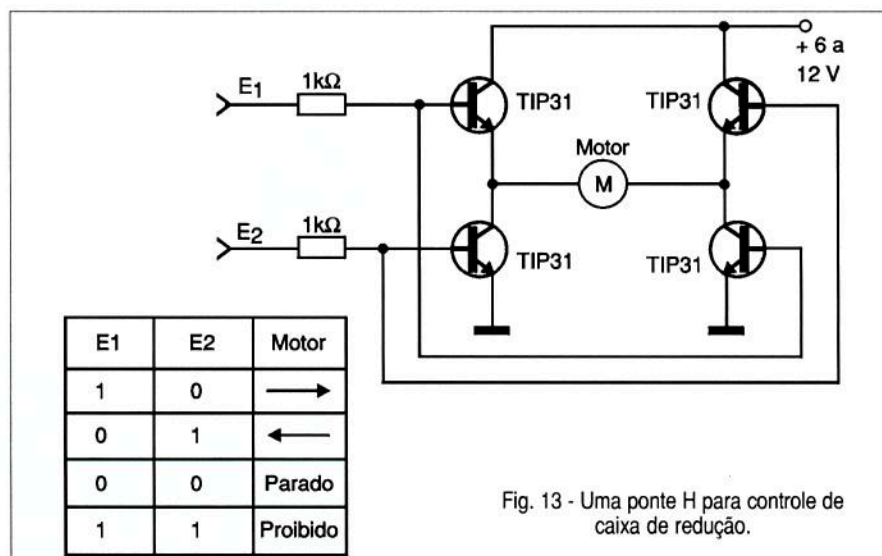 + 6 a
12 V
E1
1kΩ
TIP31
TIP31
Motor
M
E2
1kΩ
TIP31
TIP31
E1 E2 Motor
1 0 →
0 1 ←
0 0 Parado
1 1 Proibido
Fig. 13 - Uma ponte H para controle de
caixa de redução.